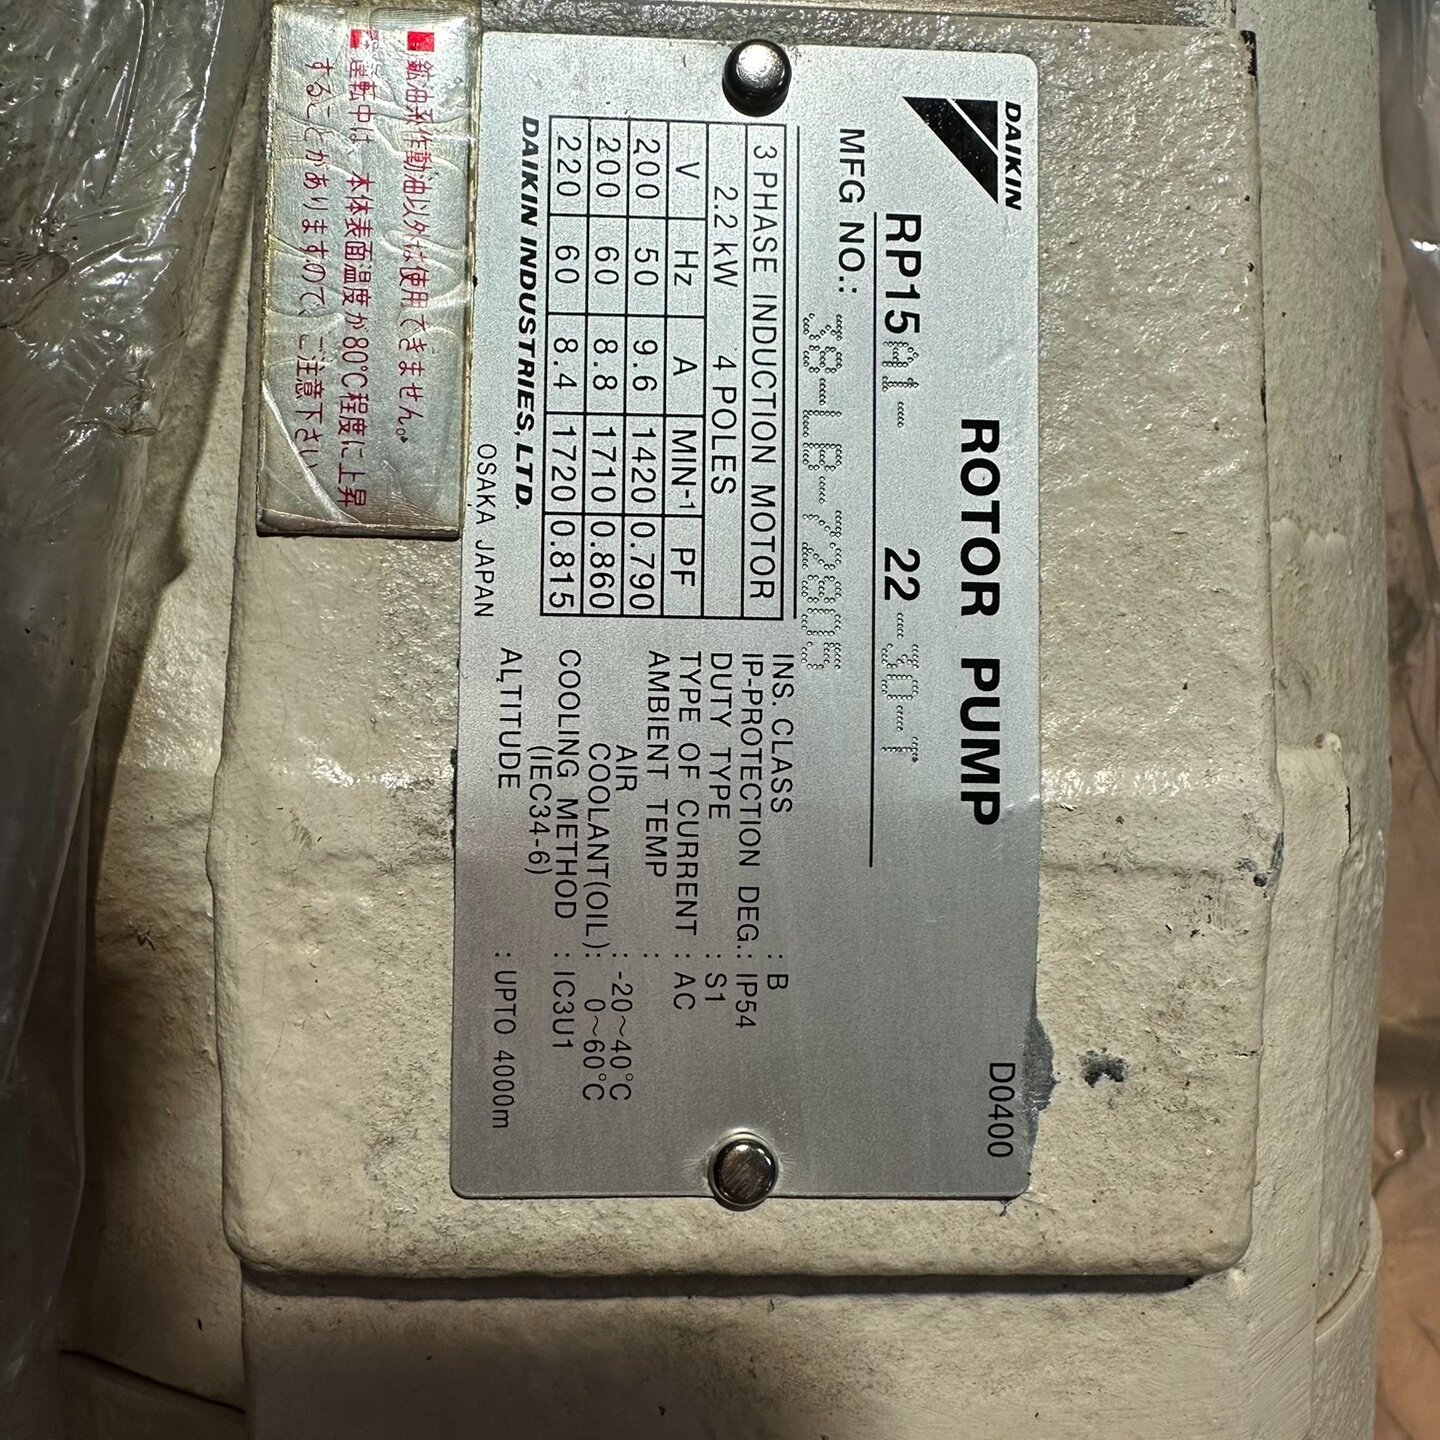 DAIKIN
ROTOR PUMP
D0400
RP15A1- 22-30-T
MFG NO.:
3 PHASE INDUCTION MOTOR
2.2 kW 4 POLES
V Hz A MIN-1 PF
200 50 9.6 1420 0.790
200 60 8.8 1710 0.860
220 60 8.4 1720 0.815
DAIKIN INDUSTRIES, LTD.
OSAKA JAPAN
INS. CLASS : B
IP-PROTECTION DEG. : IP54
DUTY TYPE : S1
TYPE OF CURRENT : AC
AMBIENT TEMP :
AIR : -20~40°C
COOLANT(OIL) : 0~60°C
COOLING METHOD : IC3U1
(IEC34-6)
ALTITUDE : UPTO 4000m
■鉱油系作動油以外は使用できません。
■運転中は、本体表面温度が80℃程度に上昇
することがありますので、ご注意下さい